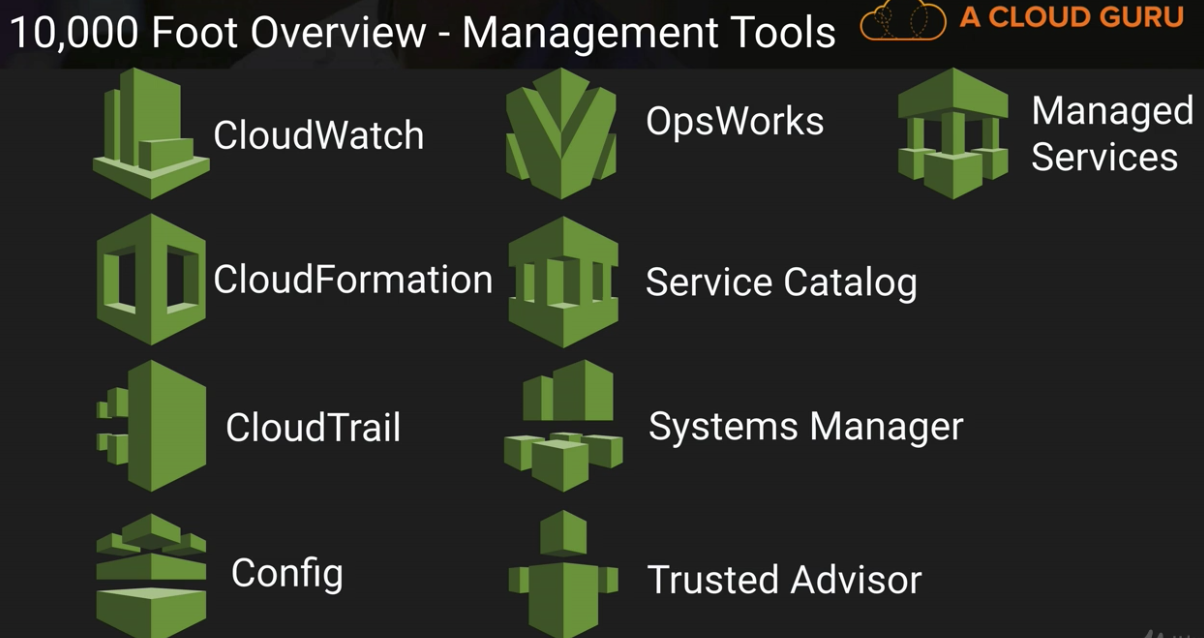 10,000 Foot Overview - Management Tools
A CLOUD GURU
CloudWatch
CloudFormation
CloudTrail
Config
OpsWorks
Service Catalog
Systems Manager
Trusted Advisor
Managed
Services